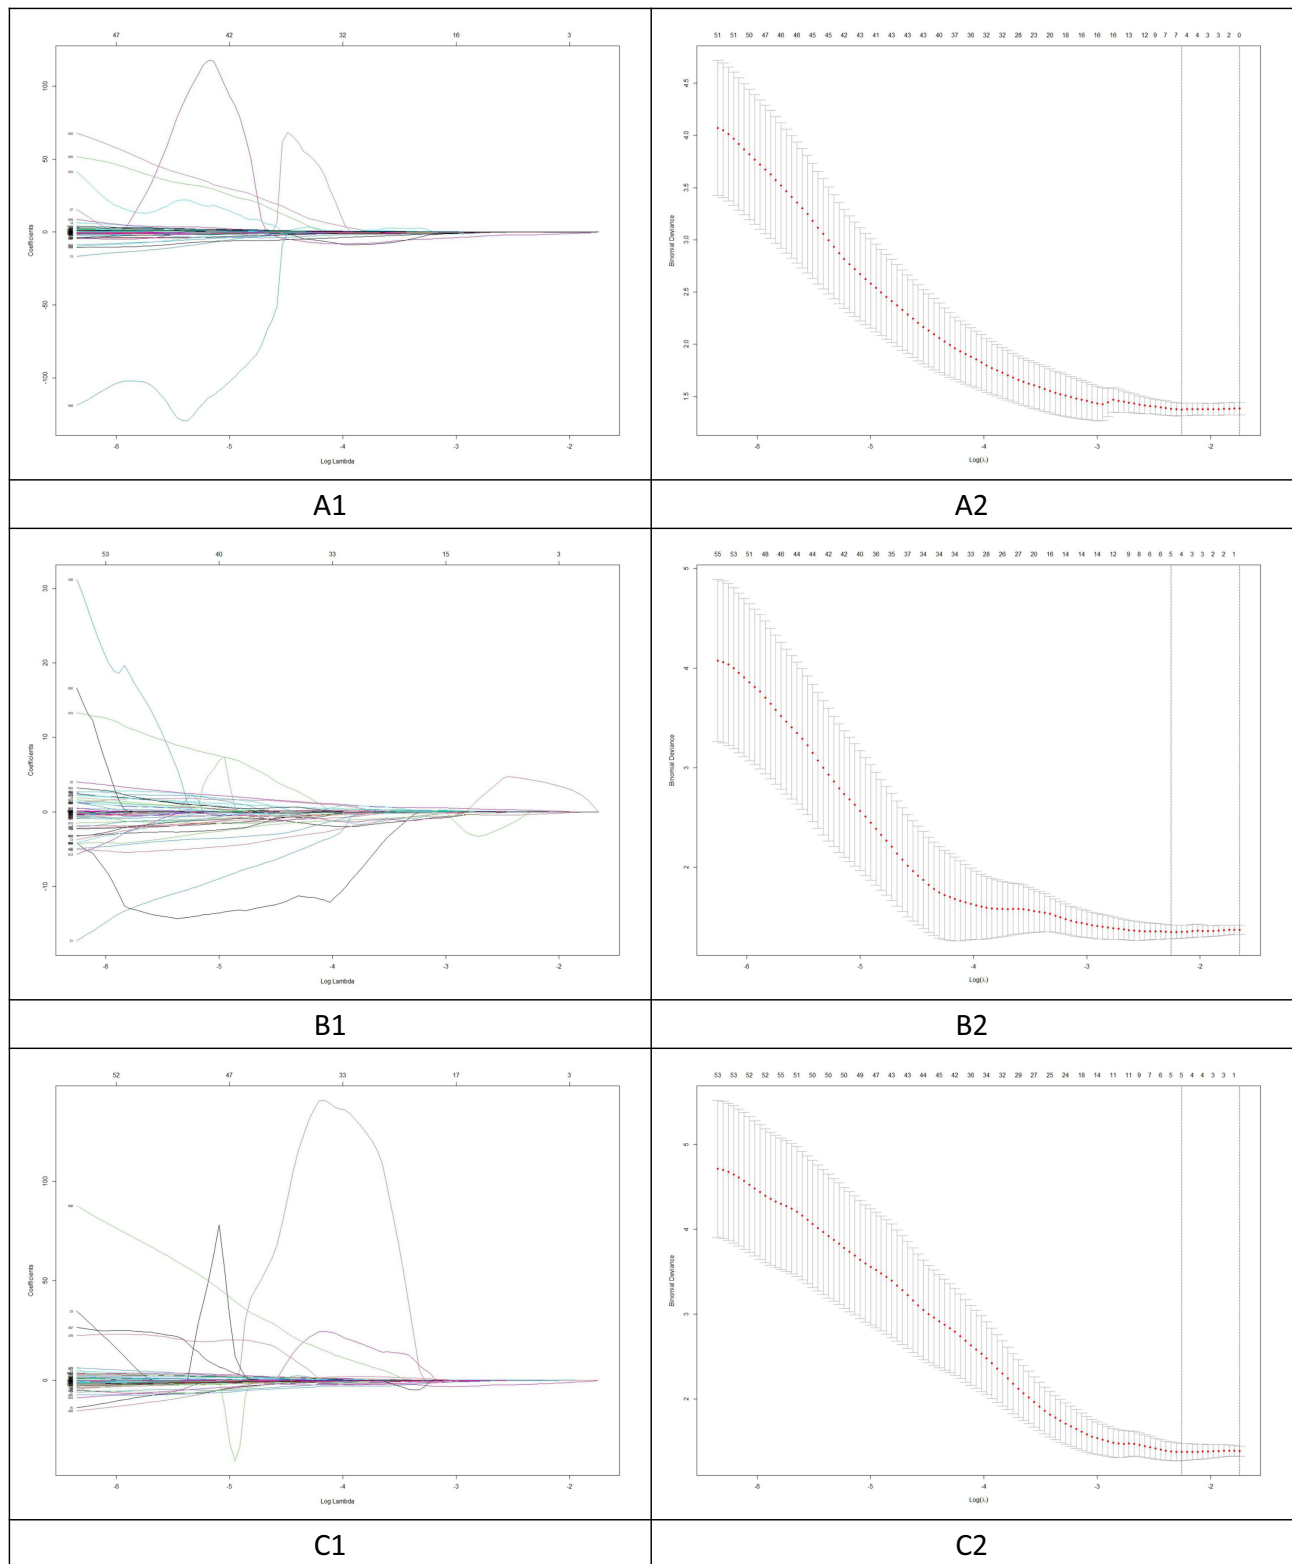 47 42 32 16 3
Coefficients
100
50
0
-50
-100
-6 -5 -4 -3 -2
Log Lambda
51 51 50 47 46 46 45 45 42 43 41 43 43 43 40 37 36 32 32 28 23 20 18 16 16 16 13 12 9 7 7 4 4 3 2 0
Binomial Deviance
4.5
4.0
3.5
3.0
2.5
2.0
1.5
-6 -5 -4 -3 -2
Log(λ)
A1 A2
53 40 33 15 3
Coefficients
30
20
10
0
-10
-6 -5 -4 -3 -2
Log Lambda
55 53 51 48 46 44 44 42 42 40 36 35 37 34 34 34 33 28 26 27 20 16 14 14 14 12 9 8 6 6 5 4 3 3 2 2 1
Binomial Deviance
5
4
3
2
-6 -5 -4 -3 -2
Log(λ)
B1 B2
52 47 33 17 3
Coefficients
100
50
0
-6 -5 -4 -3 -2
Log Lambda
53 53 52 52 55 51 50 50 50 49 47 43 43 44 45 42 36 34 32 29 27 25 24 18 14 11 11 9 7 5 5 4 4 3 3 1
Binomial Deviance
5
4
3
2
-6 -5 -4 -3 -2
Log(λ)
C1 C2